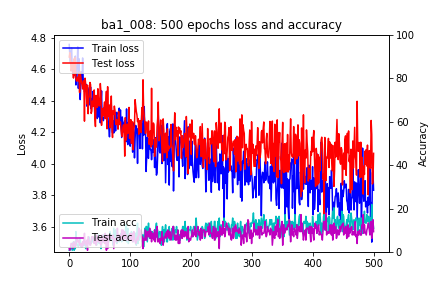 ba1_008: 500 epochs loss and accuracy
4.8
4.6
4.4
4.2
4.0
3.8
3.6
Loss
Train loss
Test loss
Train acc
Test acc
100
80
60
40
20
0
Accuracy
0 100 200 300 400 500